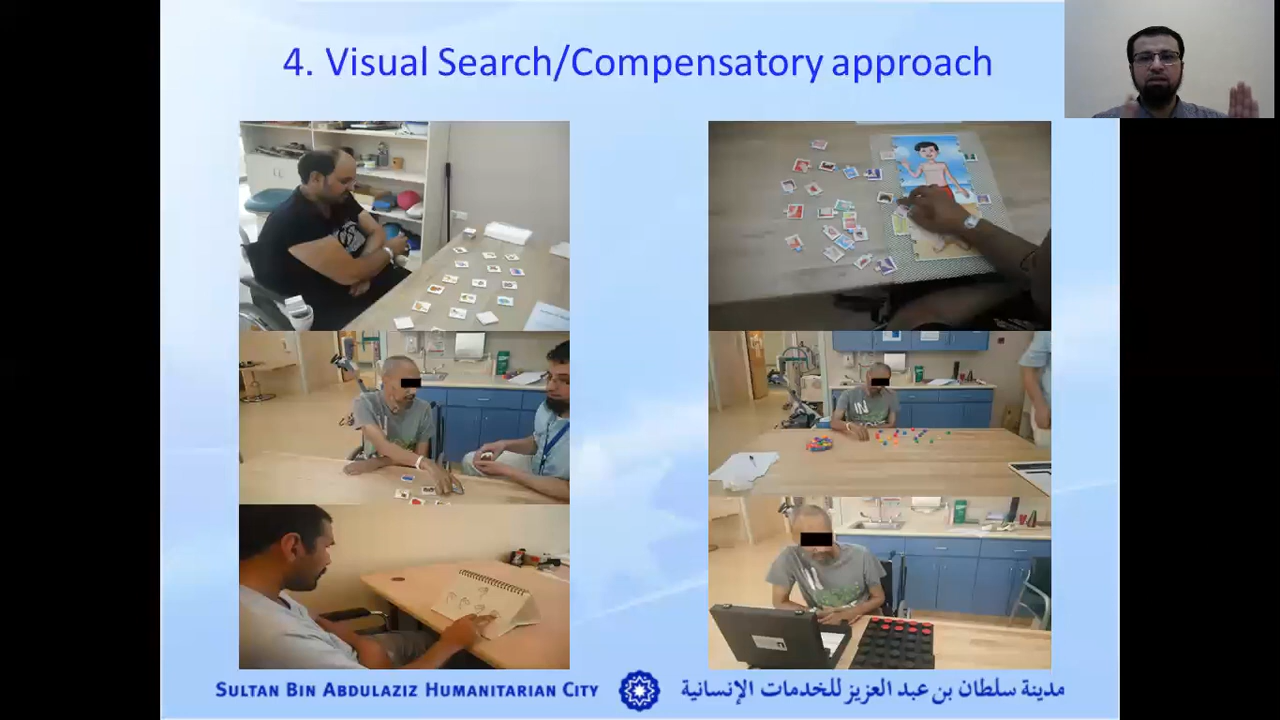 4. Visual Search/Compensatory approach
SULTAN BIN ABDULAZIZ HUMANITARIAN CITY
مدينة سلطان بن عبد العزيز للخدمات الإنسانية